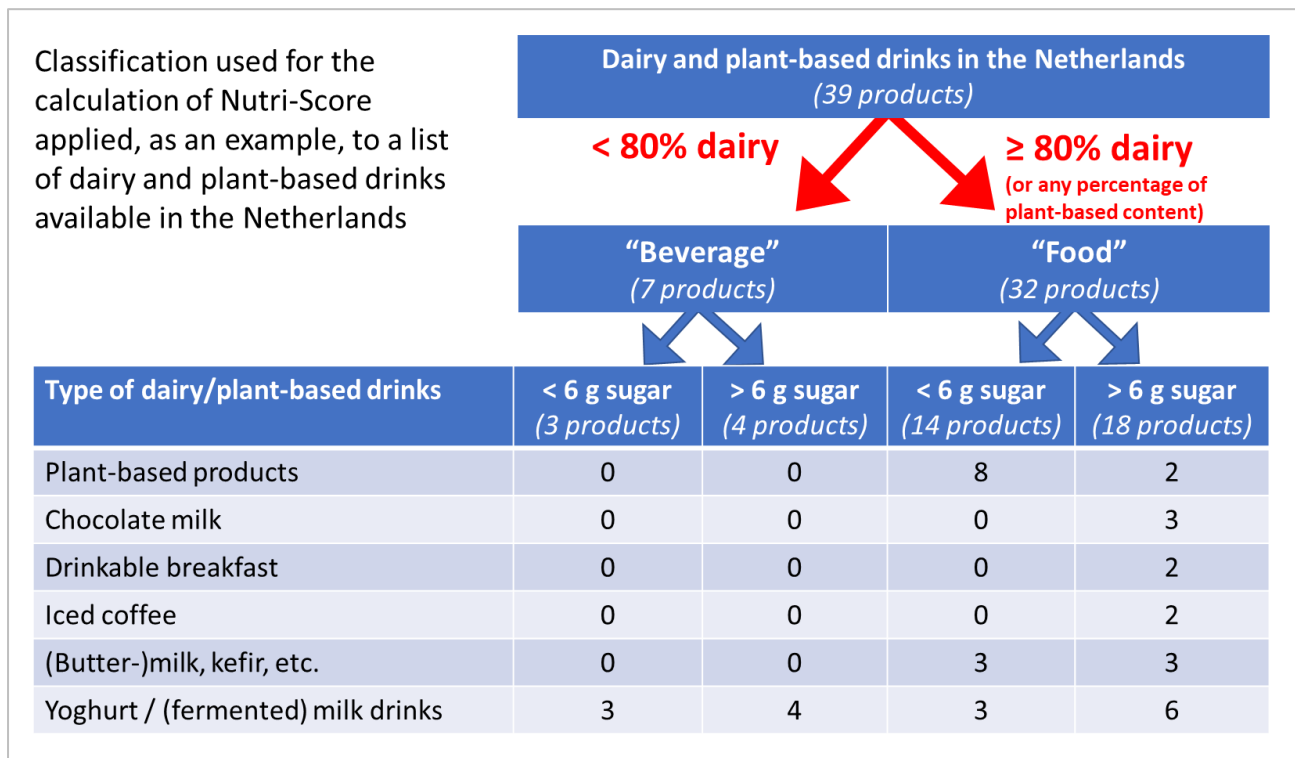 Classification used for the
calculation of Nutri-Score
applied, as an example, to a list
of dairy and plant-based drinks
available in the Netherlands
Dairy and plant-based drinks in the Netherlands
(39 products)
< 80% dairy
≥ 80% dairy
(or any percentage of
plant-based content)
“Beverage”
(7 products)
“Food”
(32 products)
Type of dairy/plant-based drinks
< 6 g sugar
(3 products)
> 6 g sugar
(4 products)
< 6 g sugar
(14 products)
> 6 g sugar
(18 products)
Plant-based products 0 0 8 2
Chocolate milk 0 0 0 3
Drinkable breakfast 0 0 0 2
Iced coffee 0 0 0 2
(Butter-)milk, kefir, etc. 0 0 3 3
Yoghurt / (fermented) milk drinks 3 4 3 6